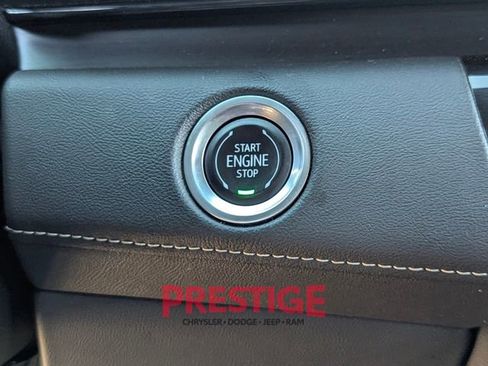 START
ENGINE
STOP
PRESTIGE
CHRYSLER • DODGE • JEEP • RAM